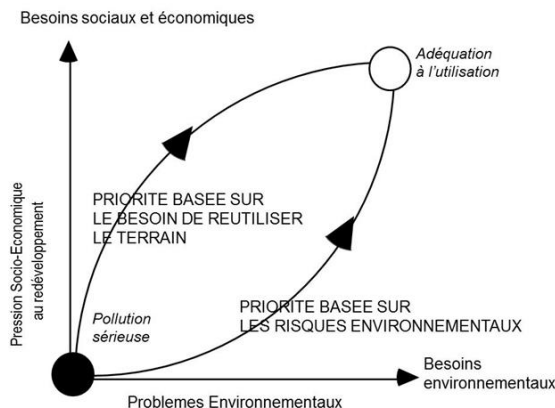 Besoins sociaux et économiques
Adéquation
à l'utilisation
Pression Socio-Economique
au redéveloppement
PRIORITE BASEE SUR
LE BESOIN DE REUTILISER
LE TERRAIN
Pollution
sérieuse
PRIORITE BASEE SUR
LES RISQUES ENVIRONNEMENTAUX
Besoins
environnementaux
Problemes Environnementaux